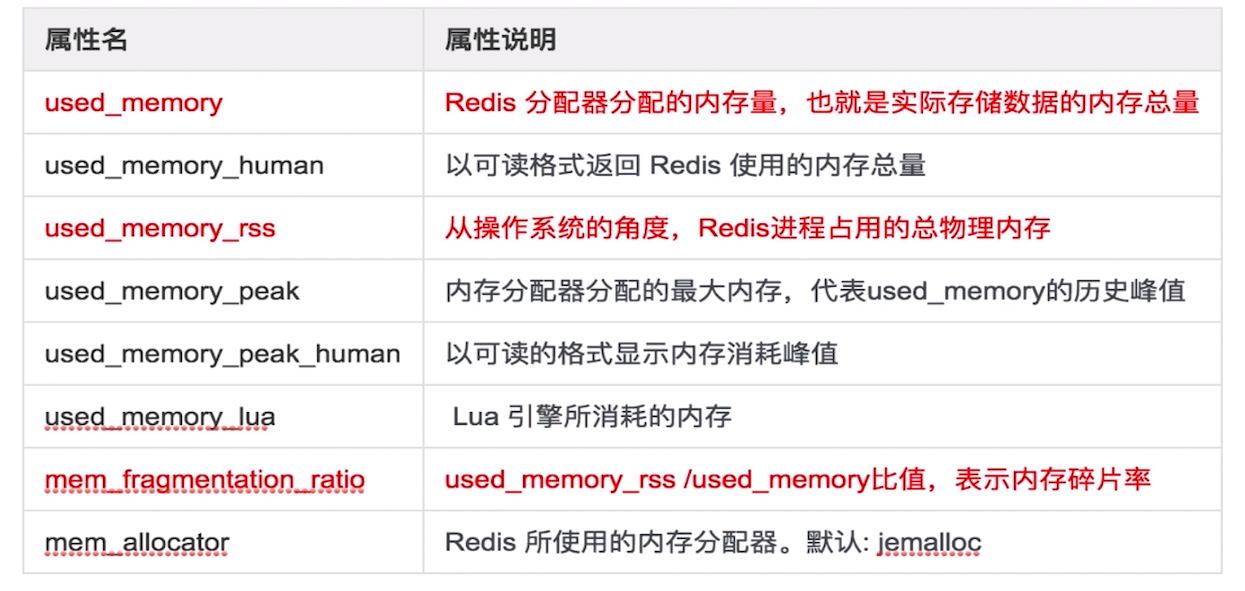 属性名 属性说明
used_memory Redis 分配器分配的内存量，也就是实际存储数据的内存总量
used_memory_human 以可读格式返回 Redis 使用的内存总量
used_memory_rss 从操作系统的角度，Redis进程占用的总物理内存
used_memory_peak 内存分配器分配的最大内存，代表used_memory的历史峰值
used_memory_peak_human 以可读的格式显示内存消耗峰值
used_memory_lua Lua 引擎所消耗的内存
mem_fragmentation_ratio used_memory_rss /used_memory比值，表示内存碎片率
mem_allocator Redis 所使用的内存分配器。默认: jemalloc